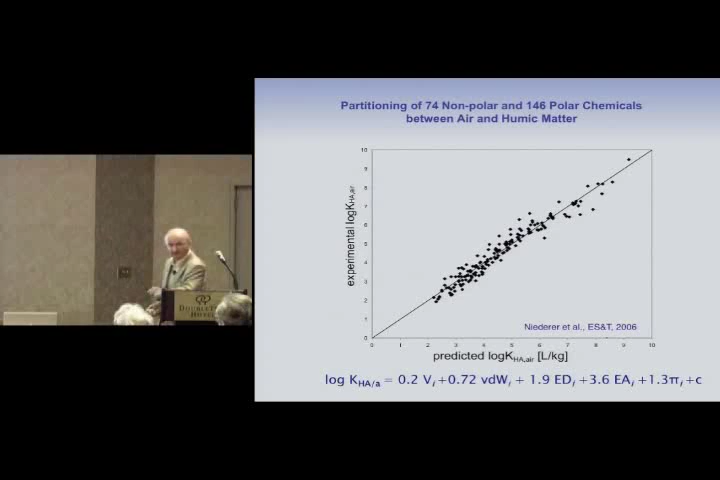 Partitioning of 74 Non-polar and 146 Polar Chemicals
between Air and Humic Matter
experimental logK_HA,air
10
9
8
7
6
5
4
3
2
1
0
0 1 2 3 4 5 6 7 8 9 10
Niederer et al., ES&T, 2006
predicted logK_HA,air [L/kg]
log K_HA/a = 0.2 V_i + 0.72 vdW_i + 1.9 ED_i + 3.6 EA_i + 1.3π_i + c
DOUBLETREE
HOTEL